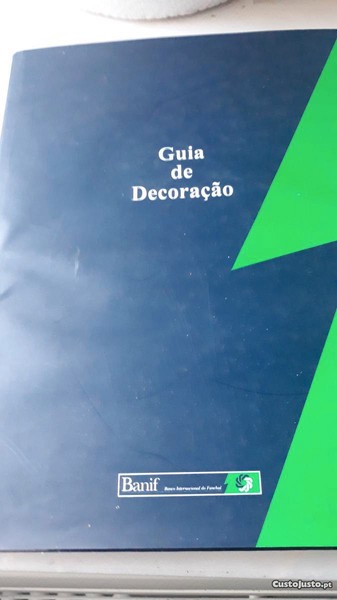 Guia
de
Decoração
Banif Banco Internacional do Funchal
CustoJusto.pt